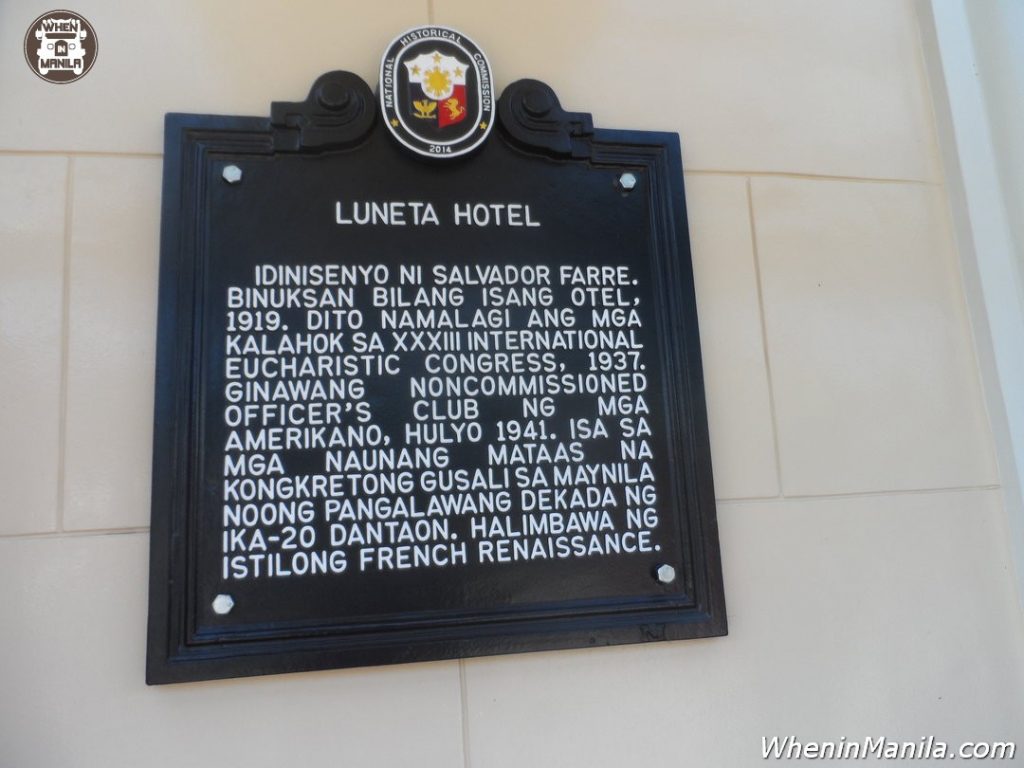 WHEN
IN
MANILA
NATIONAL HISTORICAL COMMISSION
2014
LUNETA HOTEL
IDINISENYO NI SALVADOR FARRE.
BINUKSAN BILANG ISANG OTEL,
1919. DITO NAMALAGI ANG MGA
KALAHOK SA XXXIII INTERNATIONAL
EUCHARISTIC CONGRESS, 1937.
GINAWANG NONCOMMISSIONED
OFFICER'S CLUB NG MGA
AMERIKANO, HULYO 1941. ISA SA
MGA NAUNANG MATAAS NA
KONGKRETONG GUSALI SA MAYNILA
NOONG PANGALAWANG DEKADA NG
IKA-20 DANTAON. HALIMBAWA NG
ISTILONG FRENCH RENAISSANCE.
WheninManila.com